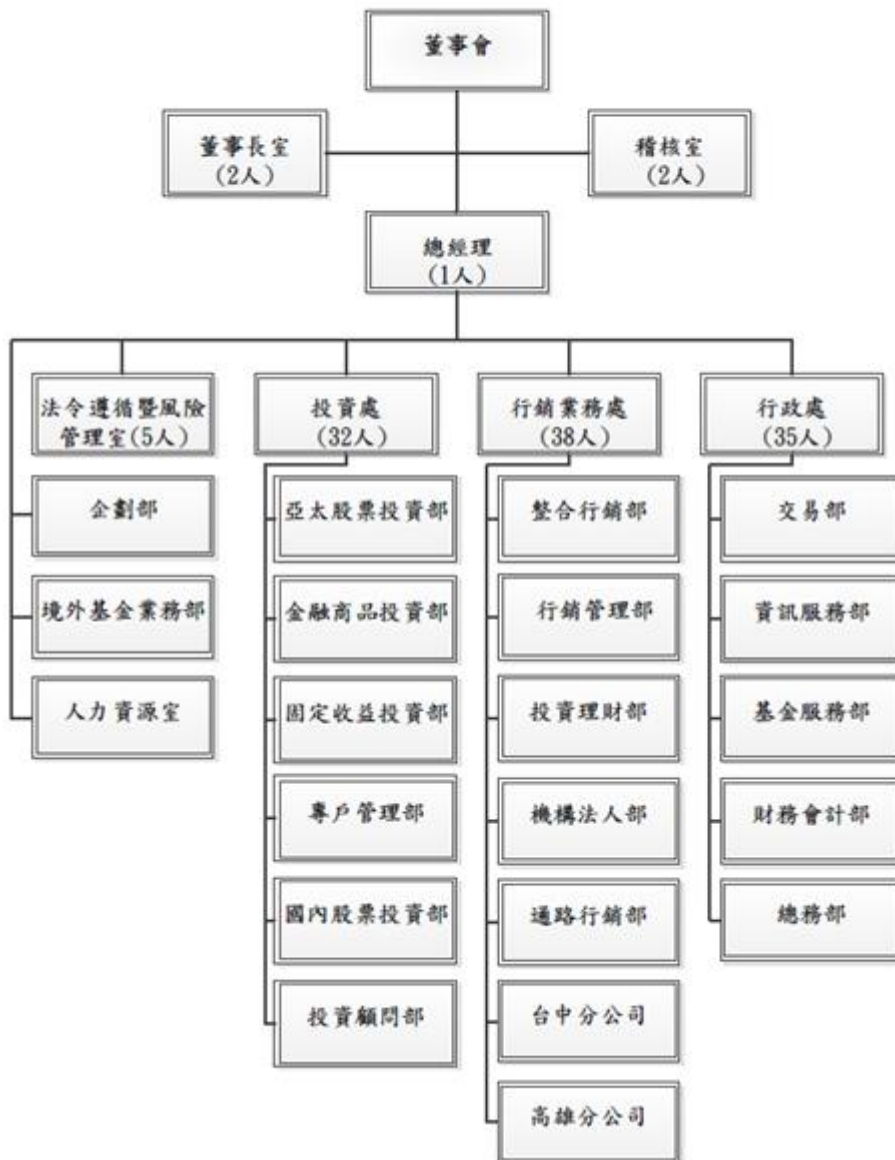 董事會
董事長室
(2人)
稽核室
(2人)
總經理
(1人)
法令遵循暨風險
管理室(5人)
投資處
(32人)
行銷業務處
(38人)
行政處
(35人)
企劃部
亞太股票投資部
整合行銷部
交易部
境外基金業務部
金融商品投資部
行銷管理部
資訊服務部
人力資源室
固定收益投資部
投資理財部
基金服務部
專戶管理部
機構法人部
財務會計部
國內股票投資部
通路行銷部
總務部
投資顧問部
台中分公司
高雄分公司